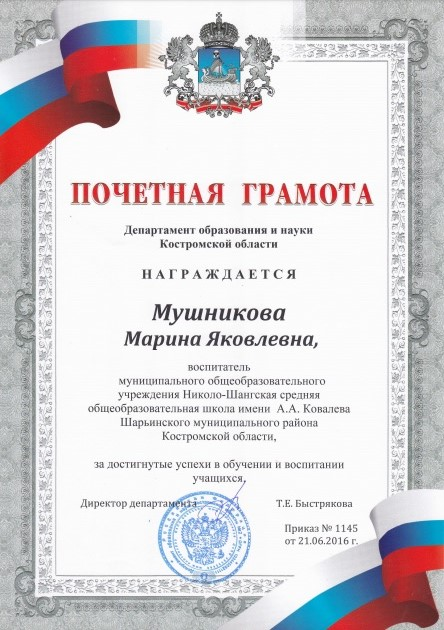 ПОЧЕТНАЯ ГРАМОТА
Департамент образования и науки
Костромской области
НАГРАЖДАЕТСЯ
Мушникова
Марина Яковлевна,
воспитатель
муниципального общеобразовательного
учреждения Николо-Шангская средняя
общеобразовательная школа имени А.А. Ковалева
Шарьинского муниципального района
Костромской области,
за достигнутые успехи в обучении и воспитании
учащихся.
Директор департамента Т.Е. Быстрякова
Приказ № 1145
от 21.06.2016 г.